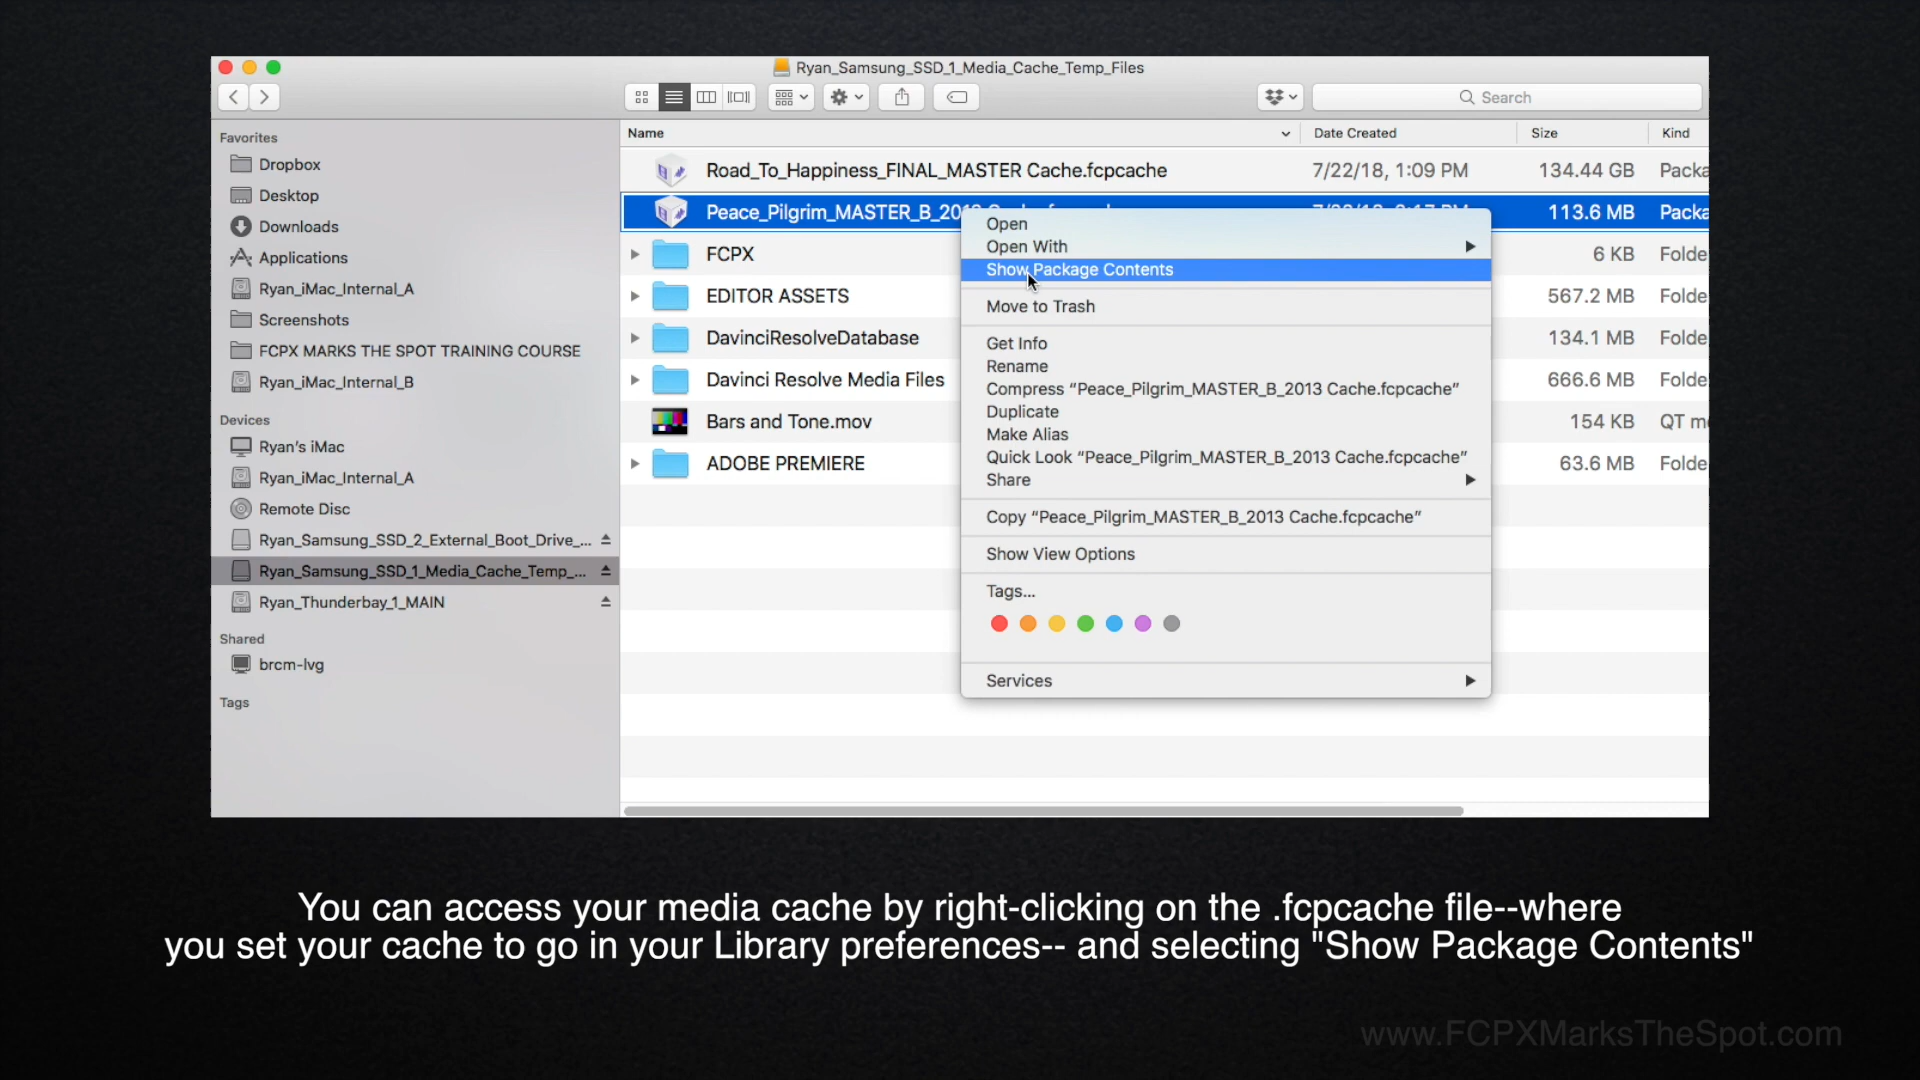 Ryan_Samsung_SSD_1_Media_Cache_Temp_Files
Search
Favorites
Dropbox
Desktop
Downloads
Applications
Ryan_iMac_Internal_A
Screenshots
FCPX MARKS THE SPOT TRAINING COURSE
Ryan_iMac_Internal_B
Devices
Ryan's iMac
Ryan_iMac_Internal_A
Remote Disc
Ryan_Samsung_SSD_2_External_Boot_Drive_...
Ryan_Samsung_SSD_1_Media_Cache_Temp_...
Ryan_Thunderbay_1_MAIN
Shared
brcm-lvg
Tags
Name Date Created Size Kind
Road_To_Happiness_FINAL_MASTER Cache.fcpcache 7/22/18, 1:09 PM 134.44 GB Packa
Peace_Pilgrim_MASTER_B_20 113.6 MB Packa
FCPX 6 KB Folde
EDITOR ASSETS 567.2 MB Folde
DavinciResolveDatabase 134.1 MB Folde
Davinci Resolve Media Files 666.6 MB Folde
Bars and Tone.mov 154 KB QT m
ADOBE PREMIERE 63.6 MB Folde
Open
Open With
Show Package Contents
Move to Trash
Get Info
Rename
Compress “Peace_Pilgrim_MASTER_B_2013 Cache.fcpcache”
Duplicate
Make Alias
Quick Look “Peace_Pilgrim_MASTER_B_2013 Cache.fcpcache”
Share
Copy “Peace_Pilgrim_MASTER_B_2013 Cache.fcpcache”
Show View Options
Tags...
Services
You can access your media cache by right-clicking on the .fcpcache file--where
you set your cache to go in your Library preferences-- and selecting "Show Package Contents"
www.FCPXMarksTheSpot.com